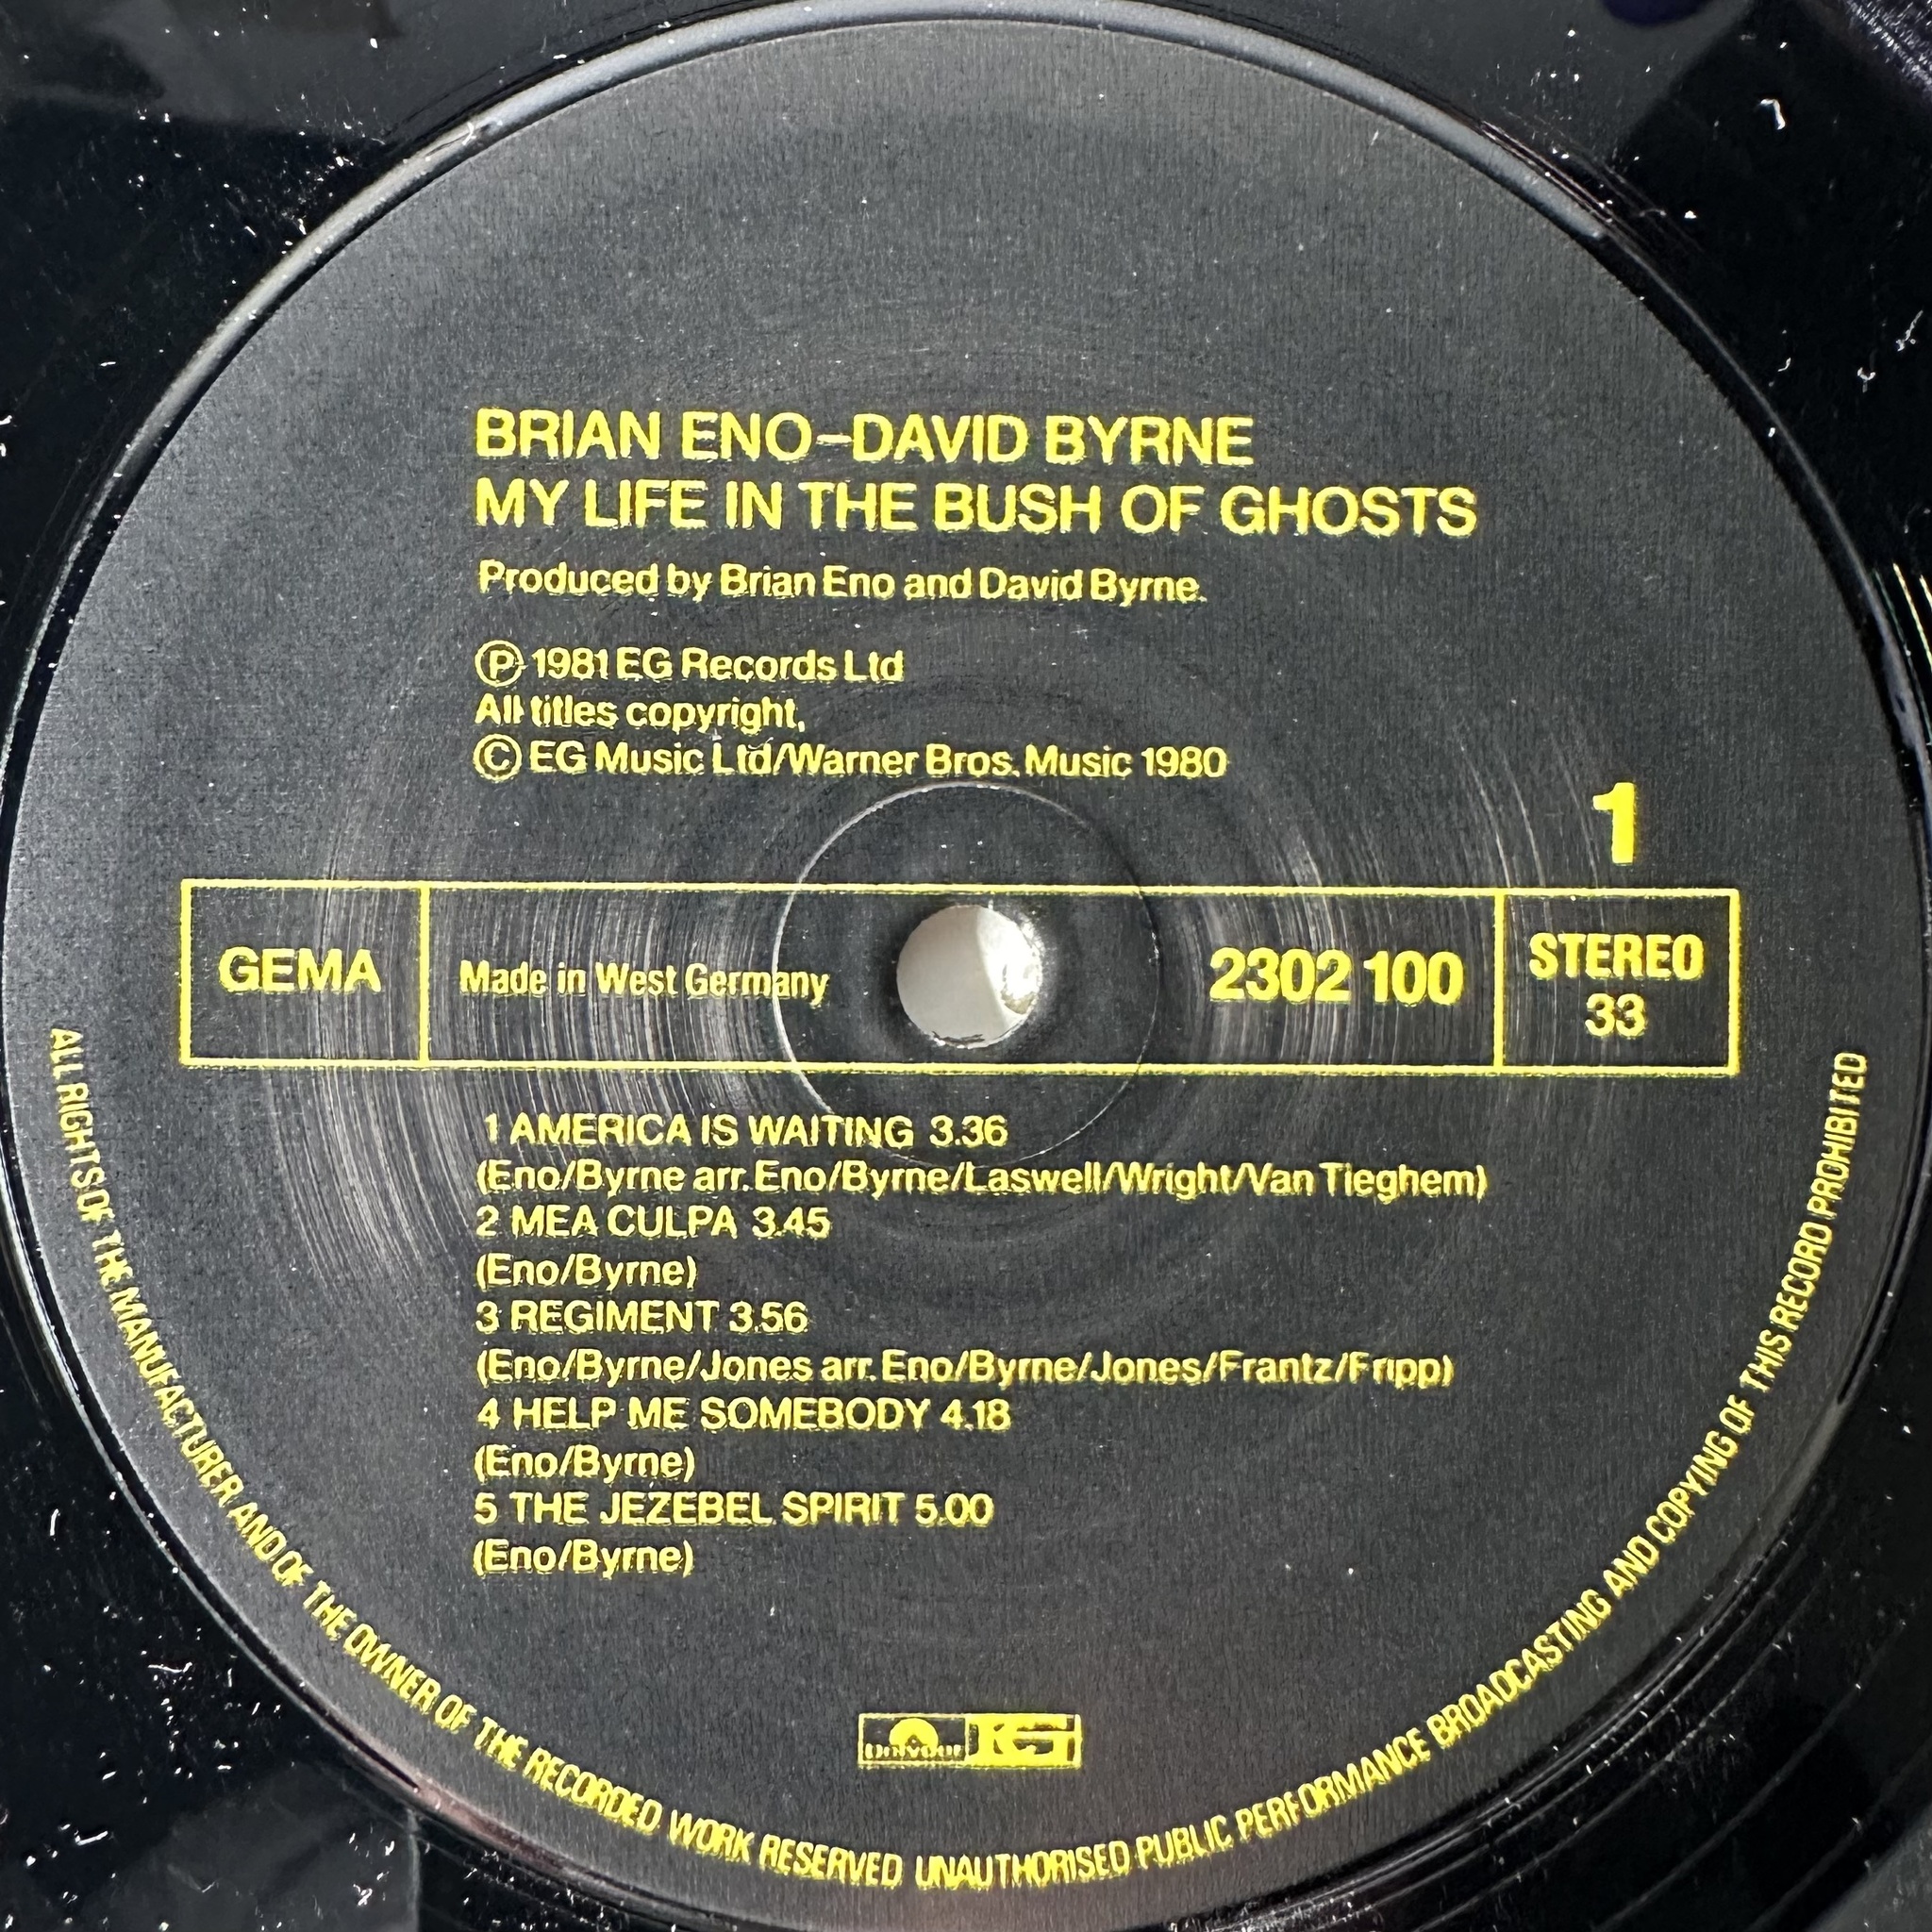 BRIAN ENO–DAVID BYRNE
MY LIFE IN THE BUSH OF GHOSTS
Produced by Brian Eno and David Byrne.
℗ 1981 EG Records Ltd
All titles copyright,
© EG Music Ltd/Warner Bros. Music 1980
1
GEMA
Made in West Germany
2302 100
STEREO
33
1 AMERICA IS WAITING 3.36
(Eno/Byrne arr. Eno/Byrne/Laswell/Wright/Van Tieghem)
2 MEA CULPA 3.45
(Eno/Byrne)
3 REGIMENT 3.56
(Eno/Byrne/Jones arr. Eno/Byrne/Jones/Frantz/Fripp)
4 HELP ME SOMEBODY 4.18
(Eno/Byrne)
5 THE JEZEBEL SPIRIT 5.00
(Eno/Byrne)
Polydor EG
ALL RIGHTS OF THE MANUFACTURER AND OF THE OWNER OF THE RECORDED WORK RESERVED UNAUTHORISED PUBLIC PERFORMANCE BROADCASTING AND COPYING OF THIS RECORD PROHIBITED